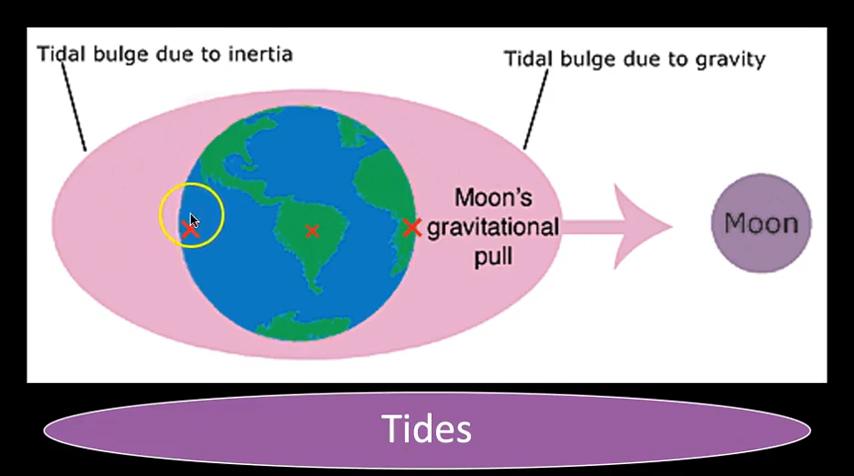 Tidal bulge due to inertia
Tidal bulge due to gravity
Moon's
gravitational
pull
Moon
Tides